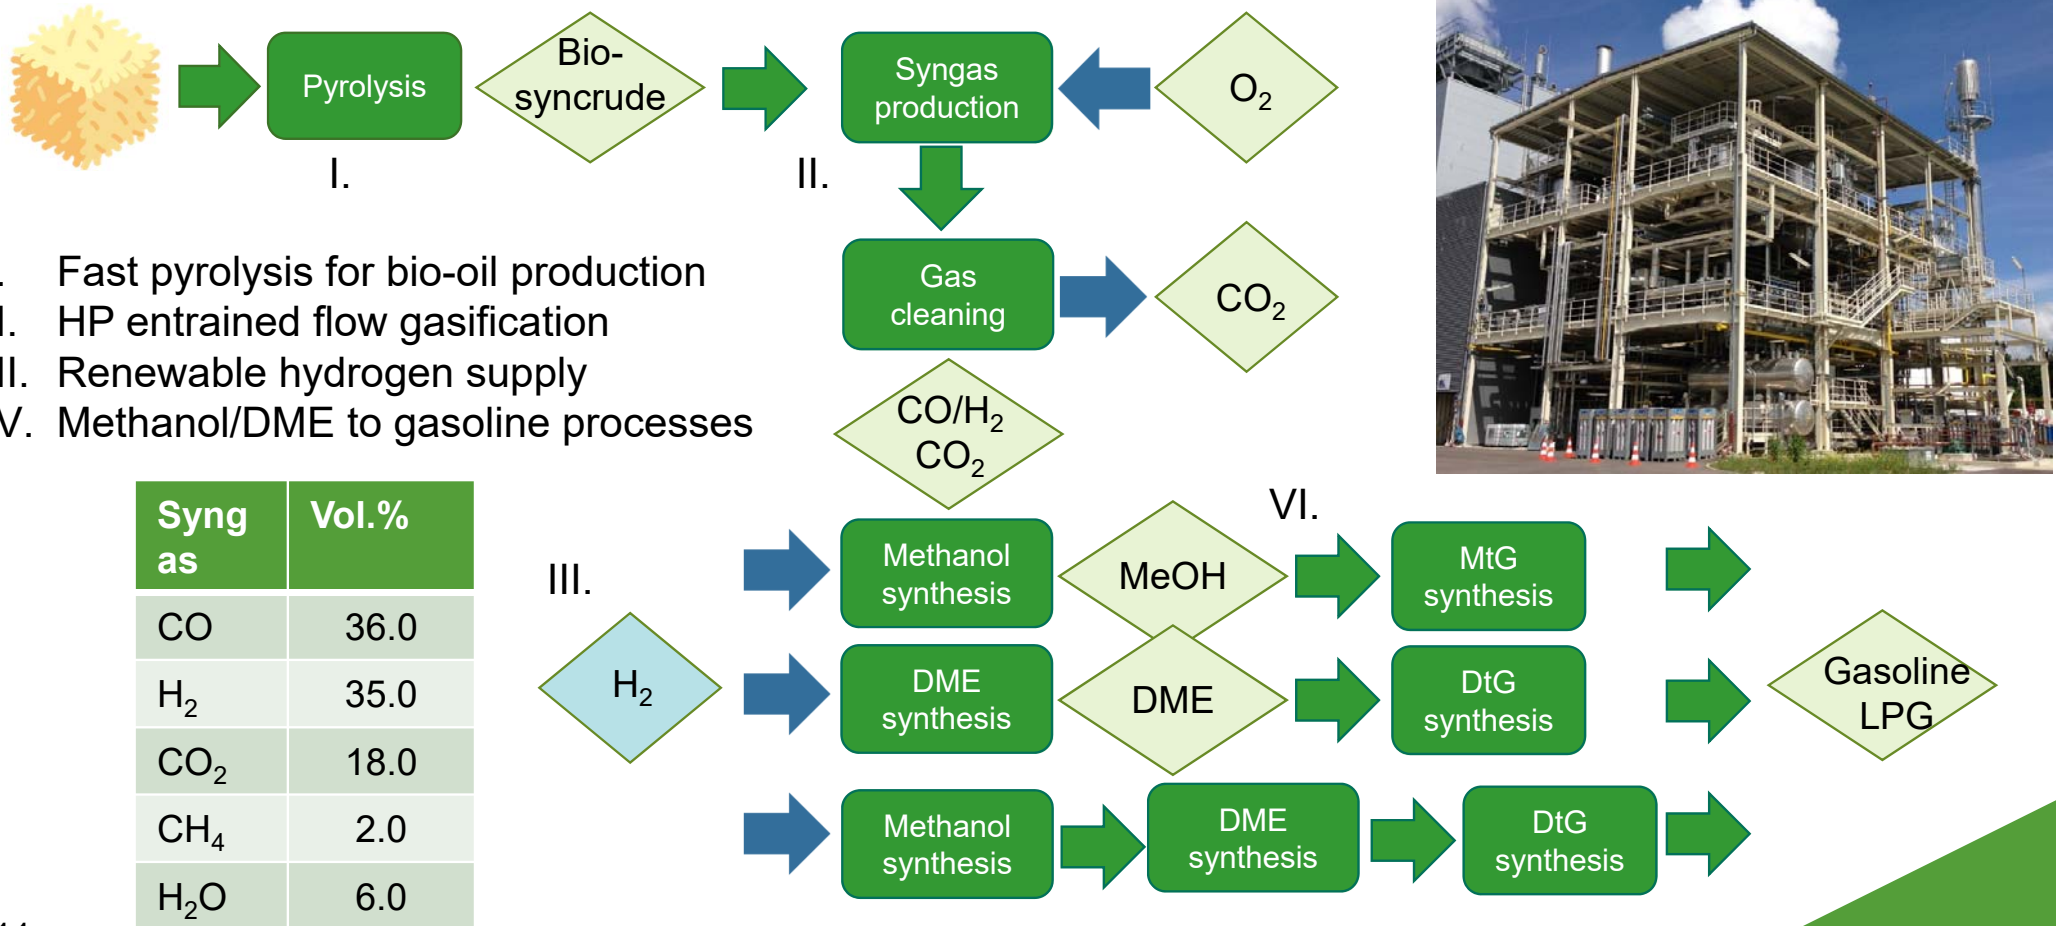 Pyrolysis
Bio-
syncrude
Syngas
production
O₂
I.
II.
Gas
cleaning
CO₂
. Fast pyrolysis for bio-oil production
I. HP entrained flow gasification
II. Renewable hydrogen supply
V. Methanol/DME to gasoline processes
CO/H₂
CO₂
Syng
as
Vol.%
CO 36.0
H₂ 35.0
CO₂ 18.0
CH₄ 2.0
H₂O 6.0
III.
H₂
VI.
Methanol
synthesis
MeOH
MtG
synthesis
DME
synthesis
DME
DtG
synthesis
Gasoline
LPG
Methanol
synthesis
DME
synthesis
DtG
synthesis